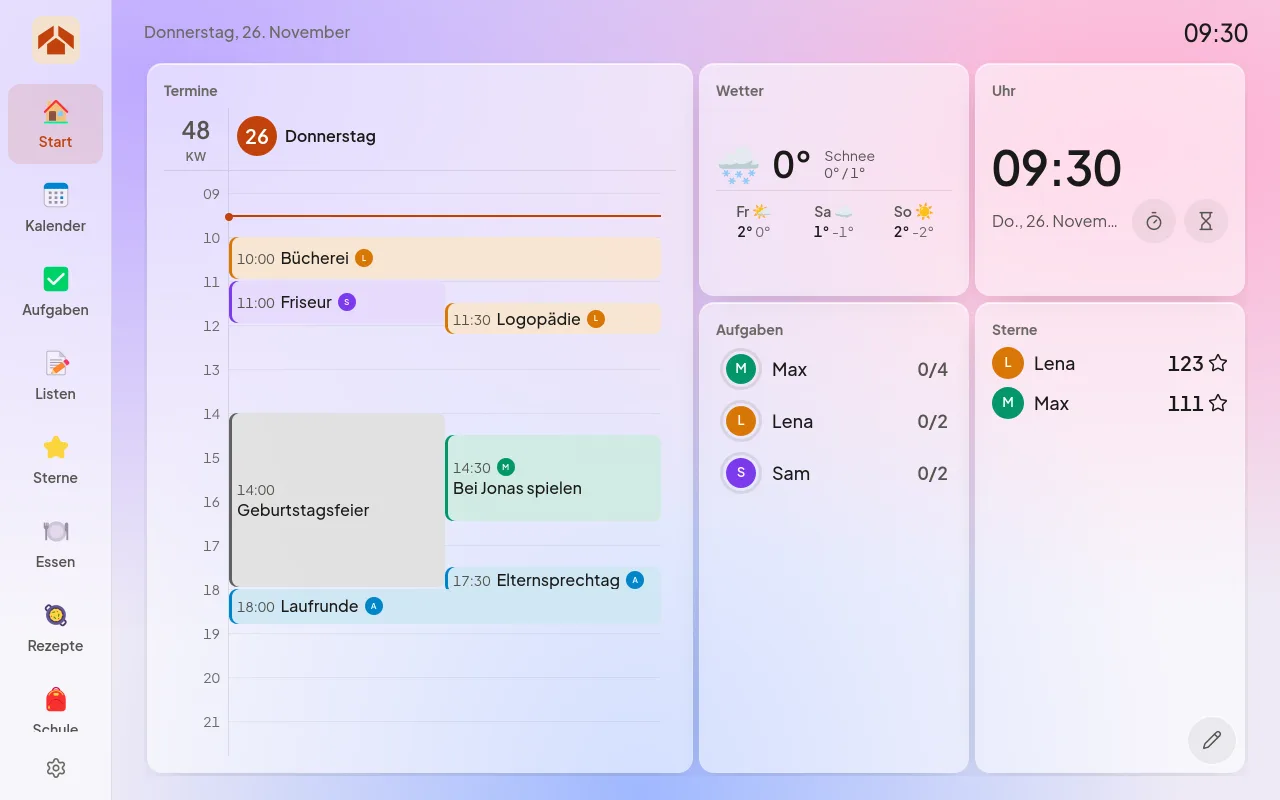 Donnerstag, 26. November
09:30
Start
Kalender
Aufgaben
Listen
Sterne
Essen
Rezepte
Schule
Termine
48
KW
26 Donnerstag
09
10
11
12
13
14
15
16
17
18
19
20
21
10:00 Bücherei L
11:00 Friseur S
11:30 Logopädie L
14:00
Geburtstagsfeier
14:30 M
Bei Jonas spielen
17:30 Elternsprechtag A
18:00 Laufrunde A
Wetter
0° Schnee
0°/1°
Fr Sa So
2° 0° 1° -1° 2° -2°
Uhr
09:30
Do., 26. Novem…
Aufgaben
M Max 0/4
L Lena 0/2
S Sam 0/2
Sterne
L Lena 123
M Max 111